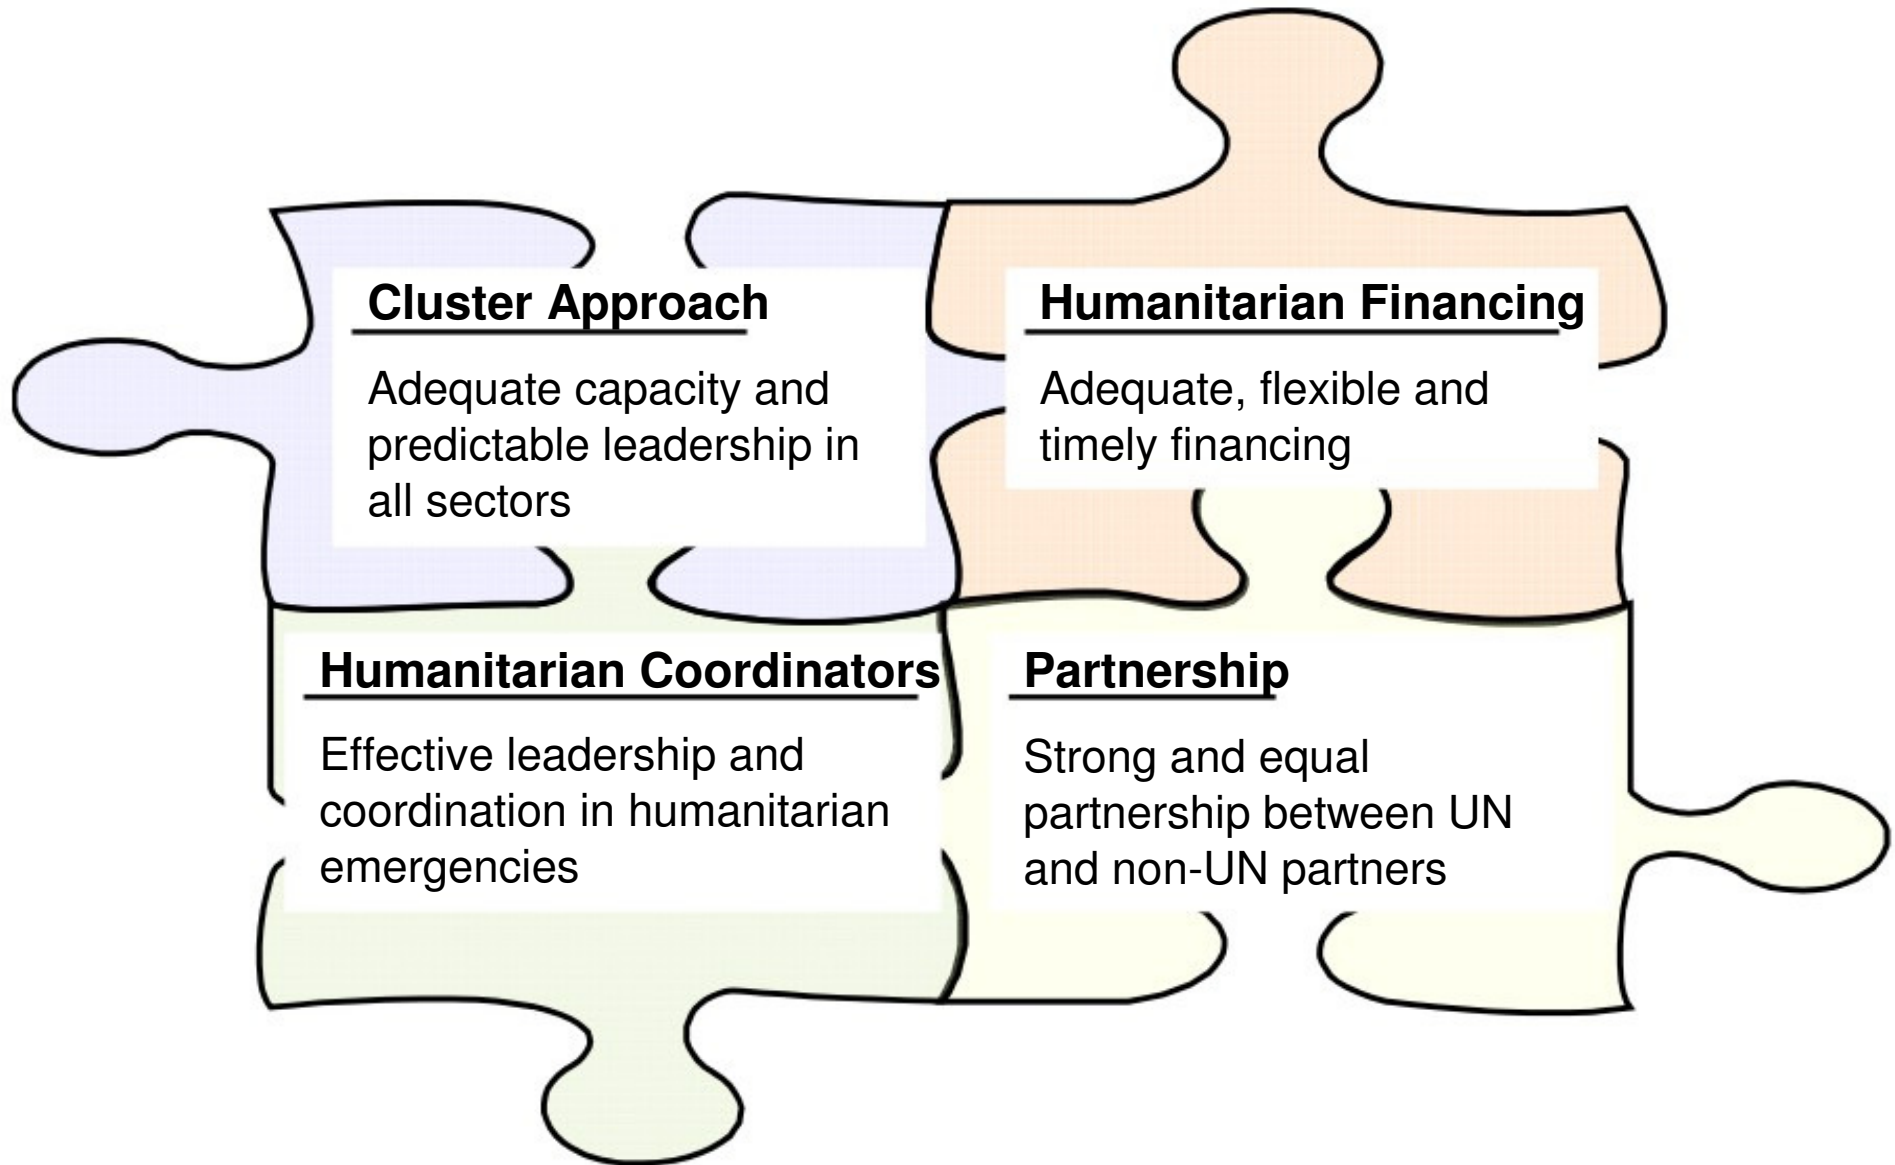 Cluster Approach
Adequate capacity and
predictable leadership in
all sectors
Humanitarian Financing
Adequate, flexible and
timely financing
Humanitarian Coordinators
Effective leadership and
coordination in humanitarian
emergencies
Partnership
Strong and equal
partnership between UN
and non-UN partners